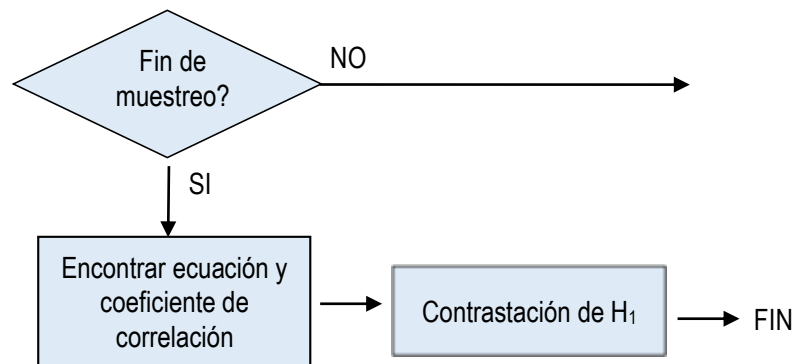 Fin de
muestreo?
NO
SI
Encontrar ecuación y
coeficiente de
correlación
Contrastación de H₁
FIN